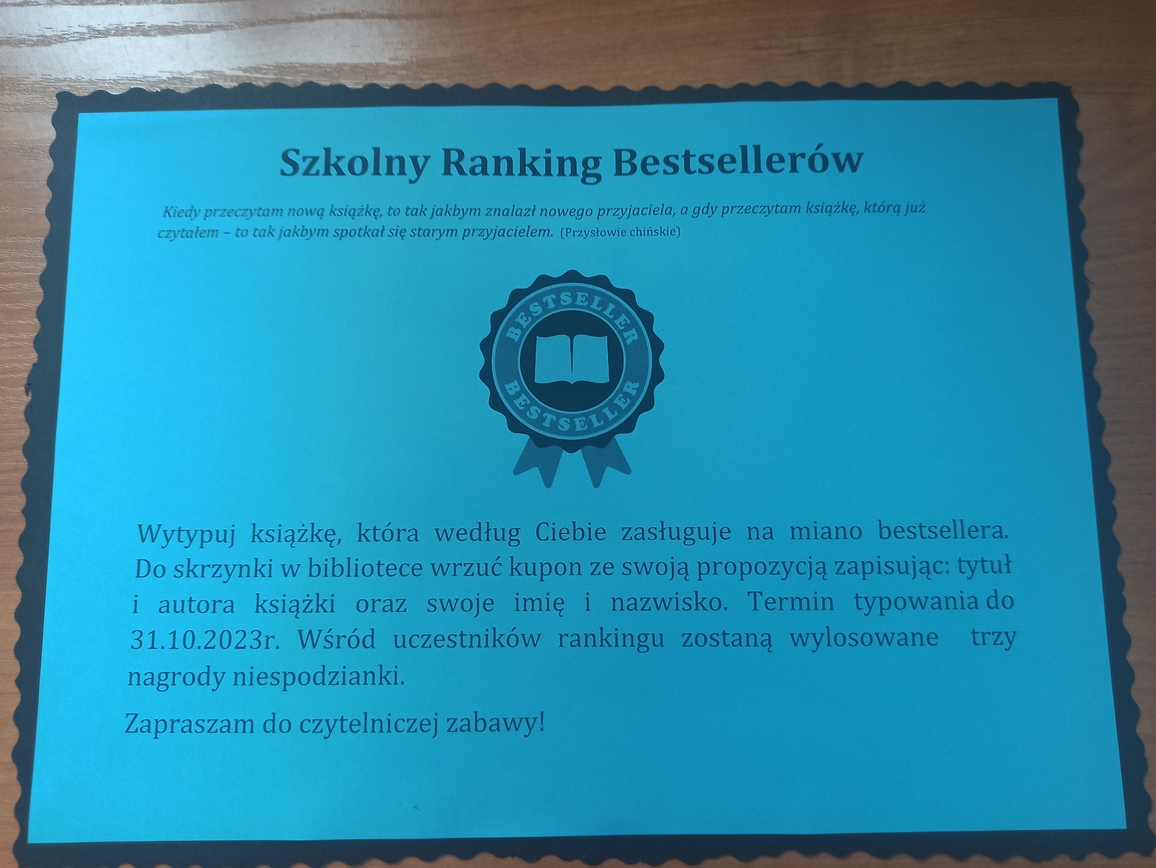 Szkolny Ranking Bestsellerów
Kiedy przeczytam nową książkę, to tak jakbym znalazł nowego przyjaciela, a gdy przeczytam książkę, którą już
czytałem – to tak jakbym spotkał się starym przyjacielem. (Przysłowie chińskie)
BESTSELLER
BESTSELLER
Wytypuj książkę, która według Ciebie zasługuje na miano bestsellera.
Do skrzynki w bibliotece wrzuć kupon ze swoją propozycją zapisując: tytuł
i autora książki oraz swoje imię i nazwisko. Termin typowania do
31.10.2023r. Wśród uczestników rankingu zostaną wylosowane trzy
nagrody niespodzianki.
Zapraszam do czytelniczej zabawy!